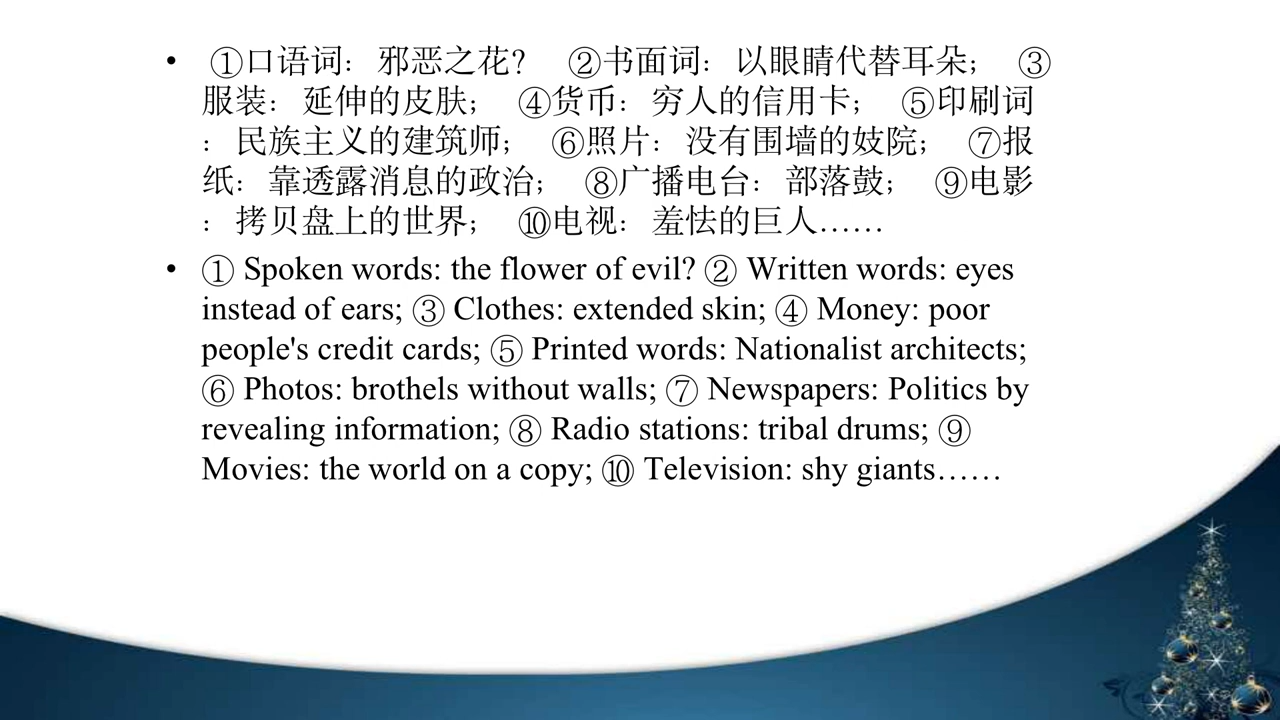 • ①口语词：邪恶之花？ ②书面词：以眼睛代替耳朵； ③
服装：延伸的皮肤； ④货币：穷人的信用卡； ⑤印刷词
：民族主义的建筑师； ⑥照片：没有围墙的妓院； ⑦报
纸：靠透露消息的政治； ⑧广播电台：部落鼓； ⑨电影
：拷贝盘上的世界； ⑩电视：羞怯的巨人……
• ① Spoken words: the flower of evil? ② Written words: eyes
instead of ears; ③ Clothes: extended skin; ④ Money: poor
people's credit cards; ⑤ Printed words: Nationalist architects;
⑥ Photos: brothels without walls; ⑦ Newspapers: Politics by
revealing information; ⑧ Radio stations: tribal drums; ⑨
Movies: the world on a copy; ⑩ Television: shy giants……